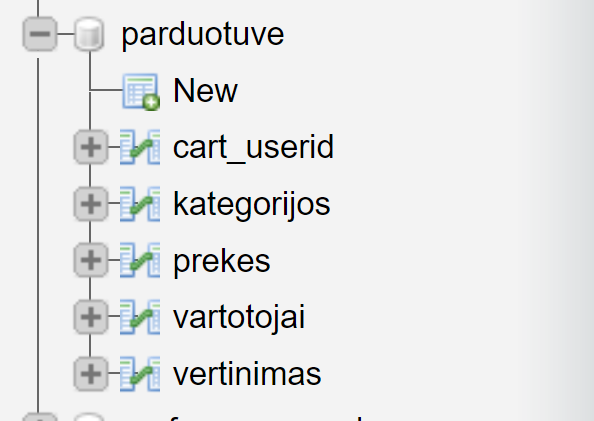 parduotuve
New
cart_userid
kategorijos
prekes
vartotojai
vertinimas